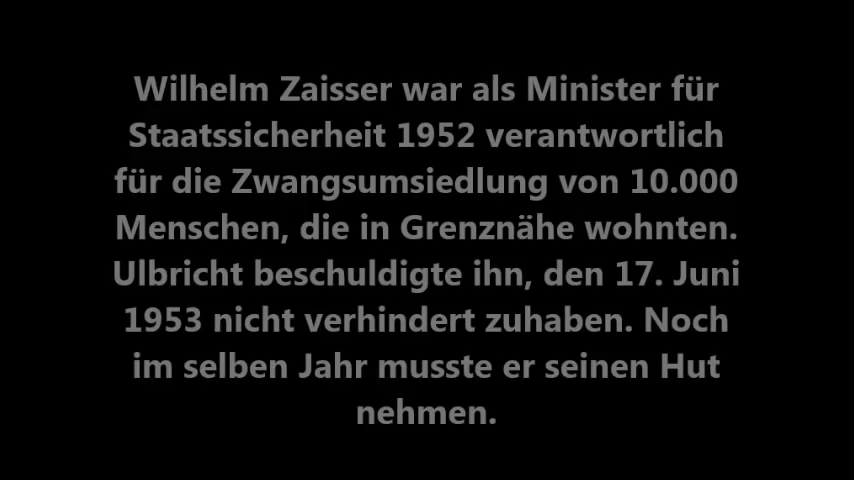 Wilhelm Zaisser war als Minister für
Staatssicherheit 1952 verantwortlich
für die Zwangsumsiedlung von 10.000
Menschen, die in Grenznähe wohnten.
Ulbricht beschuldigte ihn, den 17. Juni
1953 nicht verhindert zuhaben. Noch
im selben Jahr musste er seinen Hut
nehmen.